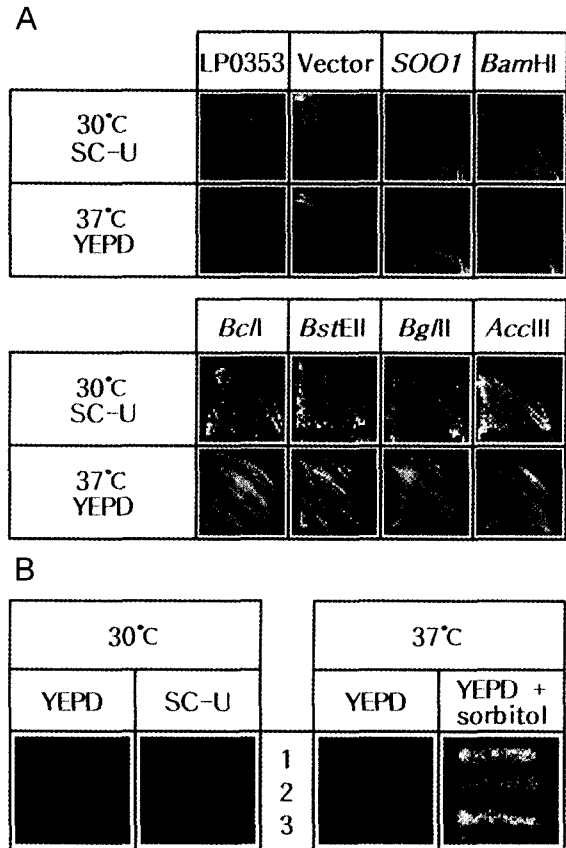 A
LP0353 Vector SOO1 BamHI
30°C
SC-U
37°C
YEPD
BclI BstEII BglII AccIII
30°C
SC-U
37°C
YEPD
B
30°C 37°C
YEPD SC-U YEPD YEPD +
sorbitol
1
2
3